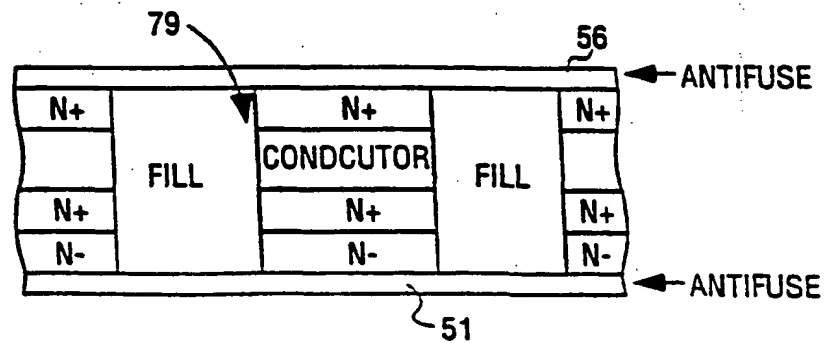 79
56
ANTIFUSE
N+ N+ N+
FILL CONDCUTOR FILL
N+ N+ N+
N- N- N-
ANTIFUSE
51